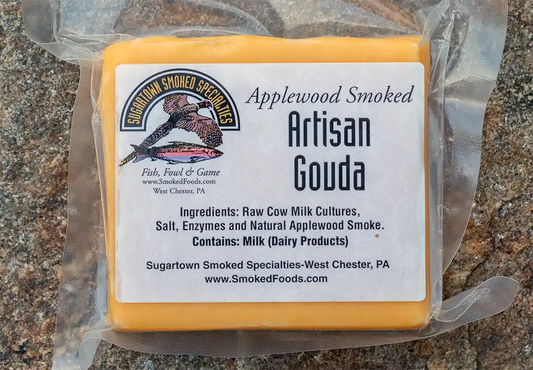 SUGARTOWN SMOKED SPECIALTIES
Fish, Fowl & Game
www.SmokedFoods.com
West Chester, PA
Applewood Smoked
Artisan
Gouda
Ingredients: Raw Cow Milk Cultures,
Salt, Enzymes and Natural Applewood Smoke.
Contains: Milk (Dairy Products)
Sugartown Smoked Specialties-West Chester, PA
www.SmokedFoods.com